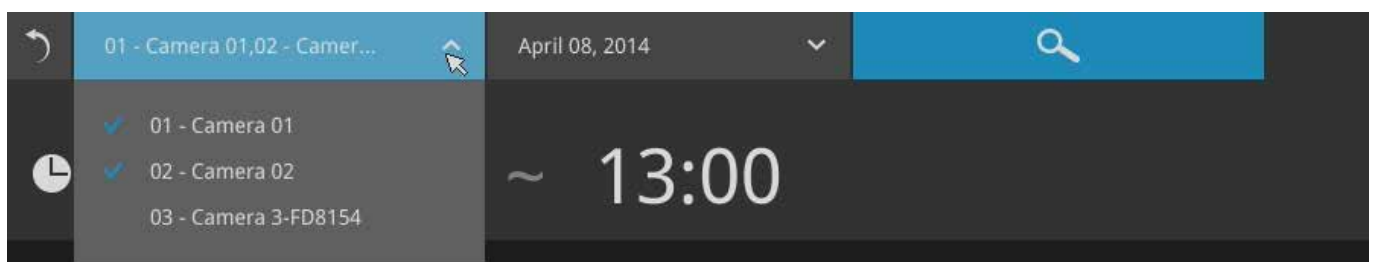 01 - Camera 01,02 - Camer...
April 08, 2014
01 - Camera 01
02 - Camera 02
03 - Camera 3-FD8154
~ 13:00